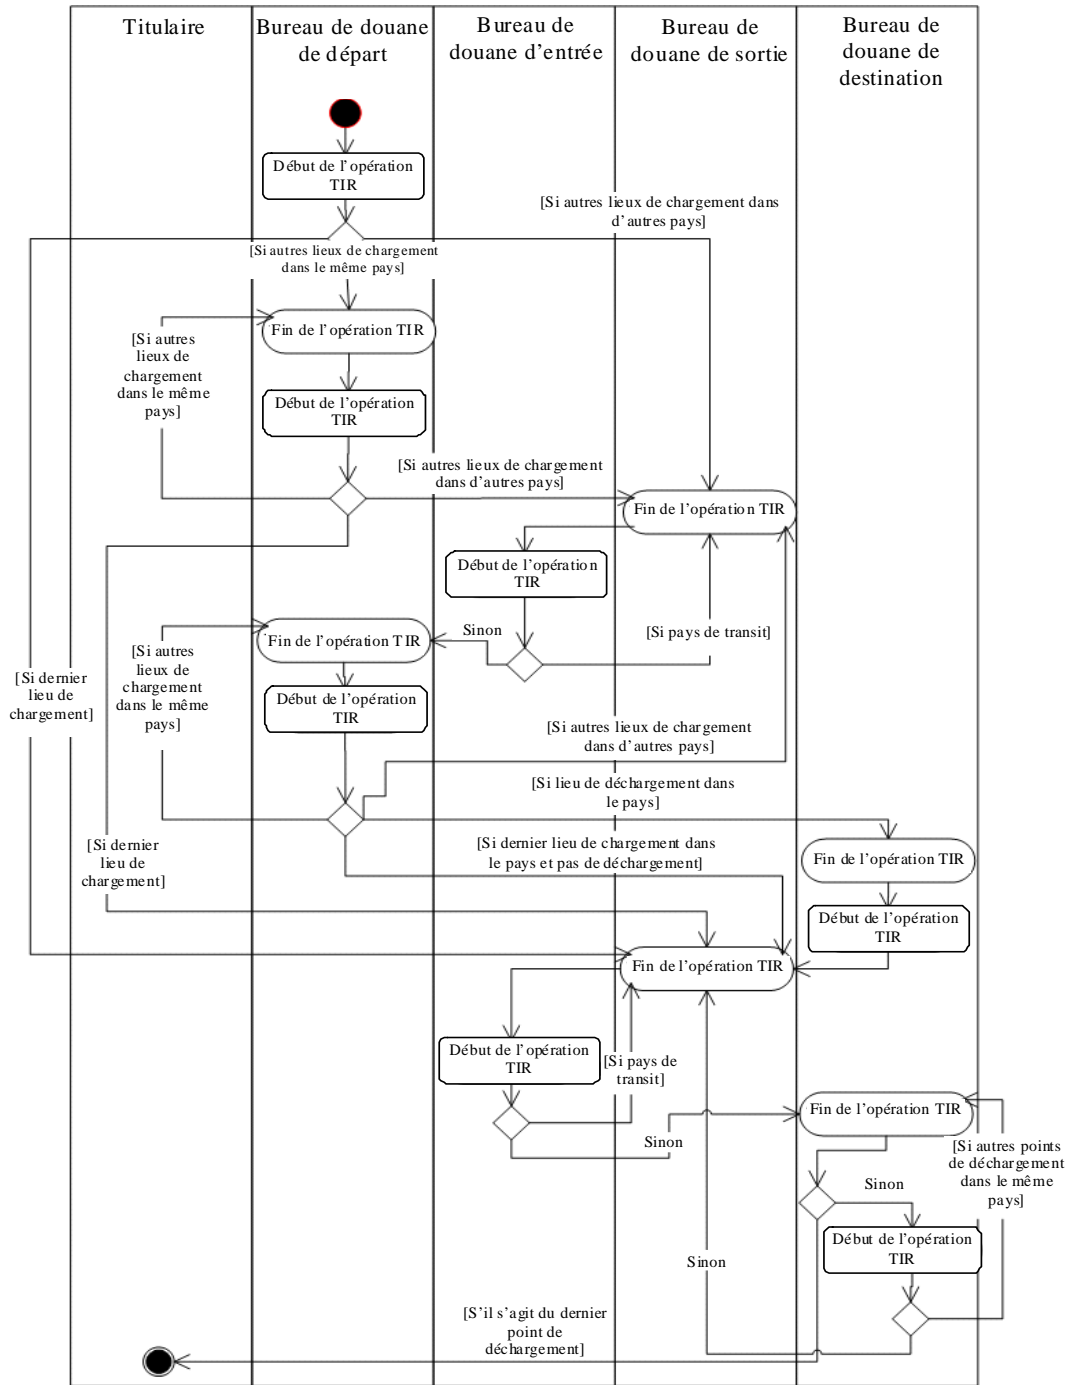 Titulaire
Bureau de douane
de départ
Bureau de
douane d'entrée
Bureau de
douane de sortie
Bureau de
douane de
destination
Début de l'opération
TIR
[Si autres lieux de chargement dans
d'autres pays]
[Si autres lieux de chargement
dans le même pays]
Fin de l'opération TIR
[Si autres
lieux de
chargement
dans le même
pays]
Début de l'opération
TIR
[Si autres lieux de chargement
dans d'autres pays]
Fin de l'opération TIR
Début de l'opération
TIR
Sinon
[Si pays de transit]
Fin de l'opération TIR
[Si autres
lieux de
chargement
dans le même
pays]
[Si dernier
lieu de
chargement]
Début de l'opération
TIR
[Si autres lieux de chargement
dans d'autres pays]
[Si lieu de déchargement dans
le pays]
[Si dernier
lieu de
chargement]
[Si dernier lieu de chargement dans
le pays et pas de déchargement]
Fin de l'opération TIR
Début de l'opération
TIR
Fin de l'opération TIR
Début de l'opération
TIR
[Si pays de
transit]
Fin de l'opération TIR
Sinon
[Si autres points
de déchargement
dans le même
pays]
Sinon
Début de l'opération
TIR
Sinon
[S'il s'agit du dernier
point de
déchargement]